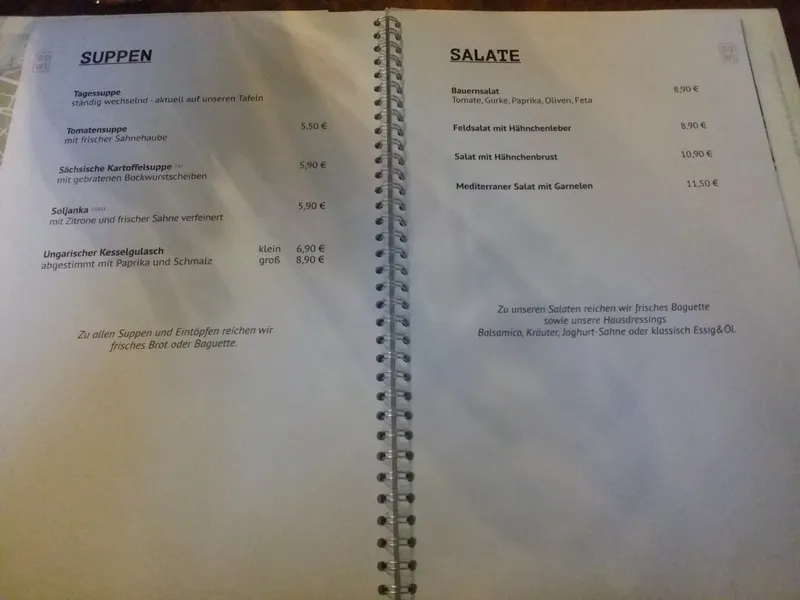 SUPPEN
Tagessuppe
ständig wechselnd - aktuell auf unseren Tafeln
Tomatensuppe 5,50 €
mit frischer Sahnehaube
Sächsische Kartoffelsuppe 5,90 €
mit gebratenen Bockwurstscheiben
Soljanka 5,90 €
mit Zitrone und frischer Sahne verfeinert
Ungarischer Kesselgulasch klein 6,90 €
abgestimmt mit Paprika und Schmalz groß 8,90 €
Zu allen Suppen und Eintöpfen reichen wir
frisches Brot oder Baguette.
SALATE
Bauernsalat 8,90 €
Tomate, Gurke, Paprika, Oliven, Feta
Feldsalat mit Hähnchenleber 8,90 €
Salat mit Hähnchenbrust 10,90 €
Mediterraner Salat mit Garnelen 11,50 €
Zu unseren Salaten reichen wir frisches Baguette
sowie unsere Hausdressings
Balsamico, Kräuter, Joghurt-Sahne oder klassisch Essig&Öl.